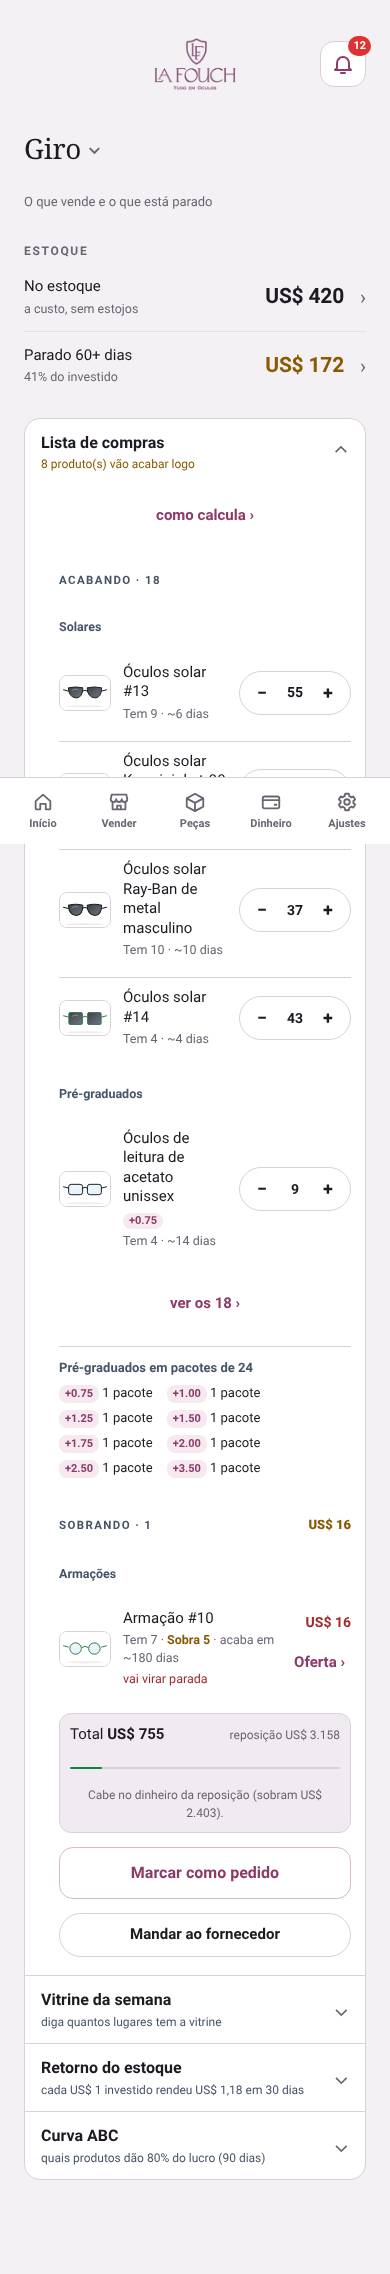 12
LF
LA FOUCH
TUDO EM ÓCULOS
Giro
O que vende e o que está parado
ESTOQUE
No estoque
a custo, sem estojes
US$ 420 ›
Parado 60+ dias
41% do investido
US$ 172 ›
Lista de compras
8 produto(s) vão acabar logo
como calcula ›
ACABANDO · 18
Solares
Óculos solar
#13
Tem 9 · ~6 dias
− 55 +
Óculos solar
Início
Vender
Peças
Dinheiro
Ajustes
Óculos solar
Ray-Ban de
metal
masculino
Tem 10 · ~10 dias
− 37 +
Óculos solar
#14
Tem 4 · ~4 dias
− 43 +
Pré-graduados
Óculos de
leitura de
acetato
unissex
+0.75
Tem 4 · ~14 dias
− 9 +
ver os 18 ›
Pré-graduados em pacotes de 24
+0.75 1 pacote +1.00 1 pacote
+1.25 1 pacote +1.50 1 pacote
+1.75 1 pacote +2.00 1 pacote
+2.50 1 pacote +3.50 1 pacote
SOBRANDO · 1 US$ 16
Armações
Armação #10
Tem 7 · Sobra 5 · acaba em
~180 dias
vai virar parada
US$ 16
Oferta ›
Total US$ 755 reposição US$ 3.158
Cabe no dinheiro da reposição (sobram US$
2.403).
Marcar como pedido
Mandar ao fornecedor
Vitrine da semana
diga quantos lugares tem a vitrine
Retorno do estoque
cada US$ 1 investido rendeu US$ 1,18 em 30 dias
Curva ABC
quais produtos dão 80% do lucro (90 dias)